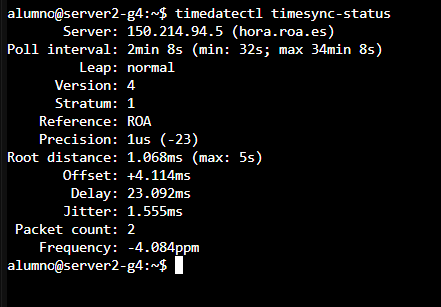 alumno@server2-g4:~$ timedatectl timesync-status
Server: 150.214.94.5 (hora.roa.es)
Poll interval: 2min 8s (min: 32s; max 34min 8s)
Leap: normal
Version: 4
Stratum: 1
Reference: ROA
Precision: 1us (-23)
Root distance: 1.068ms (max: 5s)
Offset: +4.114ms
Delay: 23.092ms
Jitter: 1.555ms
Packet count: 2
Frequency: -4.084ppm
alumno@server2-g4:~$